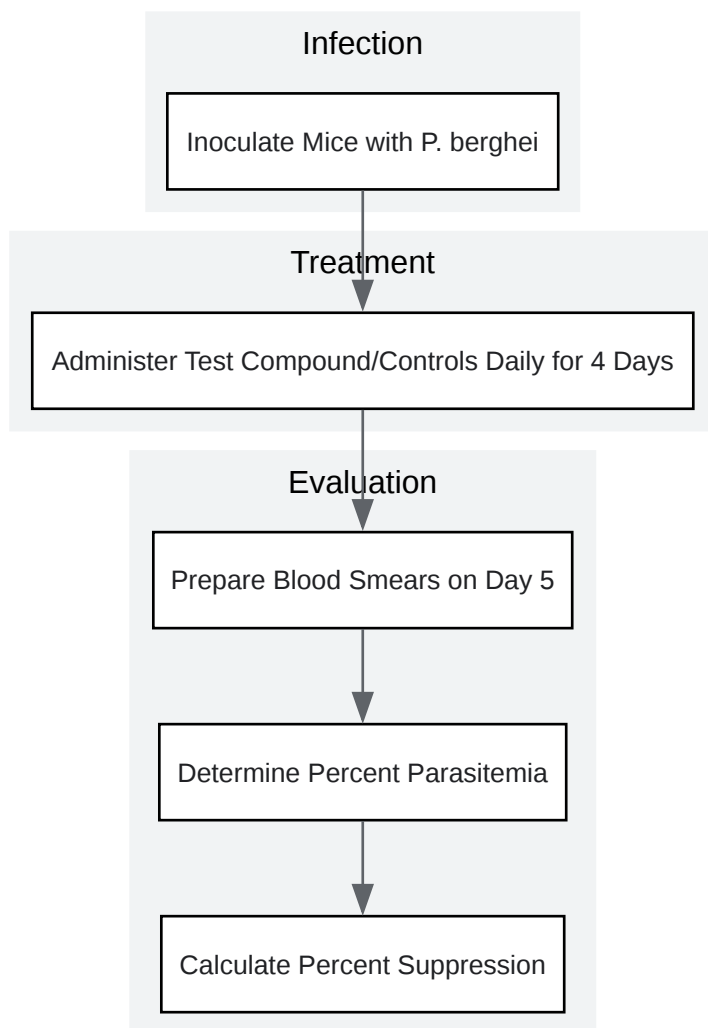 Infection
Inoculate Mice with P. berghei
Treatment
Administer Test Compound/Controls Daily for 4 Days
Evaluation
Prepare Blood Smears on Day 5
Determine Percent Parasitemia
Calculate Percent Suppression